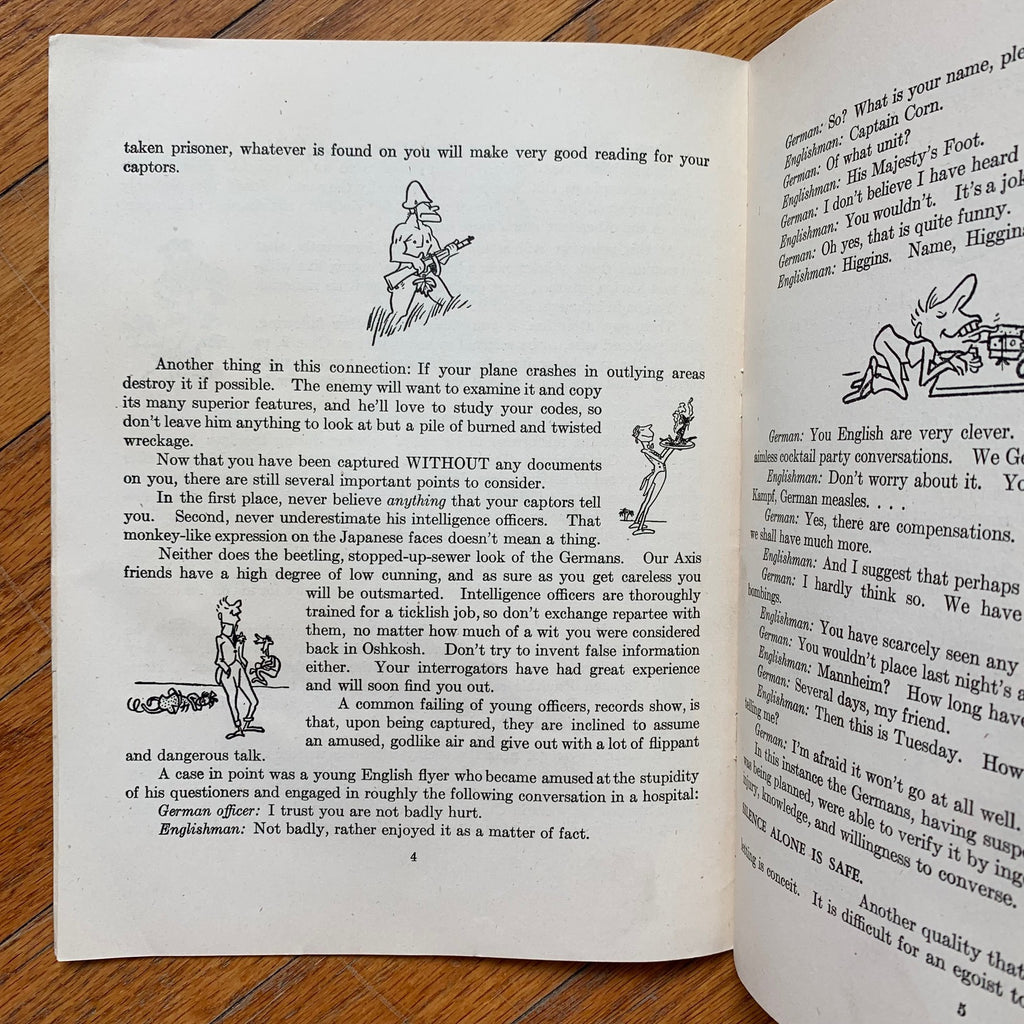 taken prisoner, whatever is found on you will make very good reading for your
captors.
Another thing in this connection: If your plane crashes in outlying areas
destroy it if possible. The enemy will want to examine it and copy
its many superior features, and he'll love to study your codes, so
don't leave him anything to look at but a pile of burned and twisted
wreckage.
Now that you have been captured WITHOUT any documents
on you, there are still several important points to consider.
In the first place, never believe anything that your captors tell
you. Second, never underestimate his intelligence officers. That
monkey-like expression on the Japanese faces doesn't mean a thing.
Neither does the beetling, stopped-up-sewer look of the Germans. Our Axis
friends have a high degree of low cunning, and as sure as you get careless you
will be outsmarted. Intelligence officers are thoroughly
trained for a ticklish job, so don't exchange repartee with
them, no matter how much of a wit you were considered
back in Oshkosh. Don't try to invent false information
either. Your interrogators have had great experience
and will soon find you out.
A common failing of young officers, records show, is
that, upon being captured, they are inclined to assume
an amused, godlike air and give out with a lot of flippant
and dangerous talk.
A case in point was a young English flyer who became amused at the stupidity
of his questioners and engaged in roughly the following conversation in a hospital:
German officer: I trust you are not badly hurt.
Englishman: Not badly, rather enjoyed it as a matter of fact.
4
German: So? What is your name, ple
Englishman: Captain Corn.
German: Of what unit?
Englishman: His Majesty's Foot.
German: I don't believe I have heard
Englishman: You wouldn't. It's a jok
German: Oh yes, that is quite funny.
Englishman: Higgins. Name, Higgins
German: You English are very clever.
aimless cocktail party conversations. We Ge
Englishman: Don't worry about it. Yo
Kampf, German measles. . . .
German: Yes, there are compensations.
we shall have much more.
Englishman: And I suggest that perhaps
German: I hardly think so. We have
bombings.
Englishman: You have scarcely seen any
German: You wouldn't place last night's a
Englishman: Mannheim? How long have
German: Several days, my friend.
Englishman: Then this is Tuesday. How
telling me?
German: I'm afraid it won't go at all well.
In this instance the Germans, having suspe
was being planned, were able to verify it by inge
injury, knowledge, and willingness to converse.
SILENCE ALONE IS SAFE.
Another quality that
letting is conceit. It is difficult for an egoist to
5